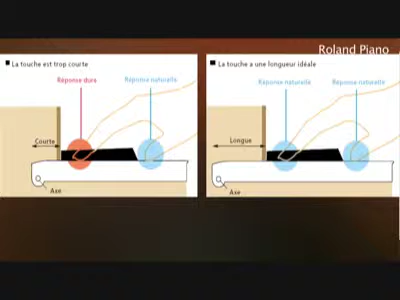 Roland Piano
La touche est trop courte
Réponse dure
Réponse naturelle
Courte
Axe
La touche a une longueur idéale
Réponse naturelle
Réponse naturelle
Longue
Axe